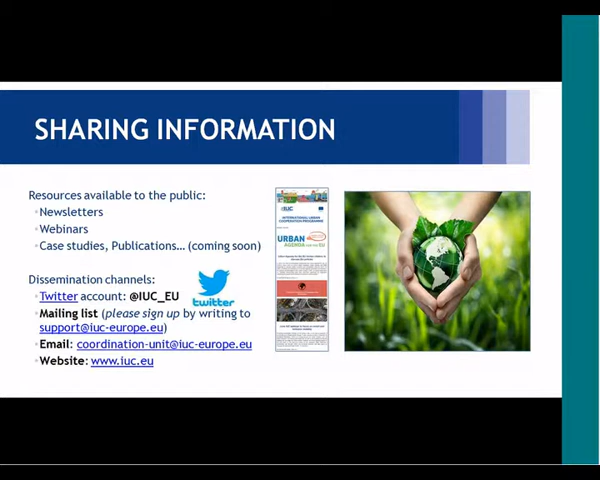 SHARING INFORMATION
Resources available to the public:
Newsletters
Webinars
Case studies, Publications... (coming soon)
Dissemination channels:
Twitter account: @IUC_EU
Mailing list (please sign up by writing to
support@iuc-europe.eu)
Email: coordination-unit@iuc-europe.eu
Website: www.iuc.eu
twitter
IUC
INTERNATIONAL URBAN
COOPERATION PROGRAMME
URBAN
AGENDA FOR THE EU